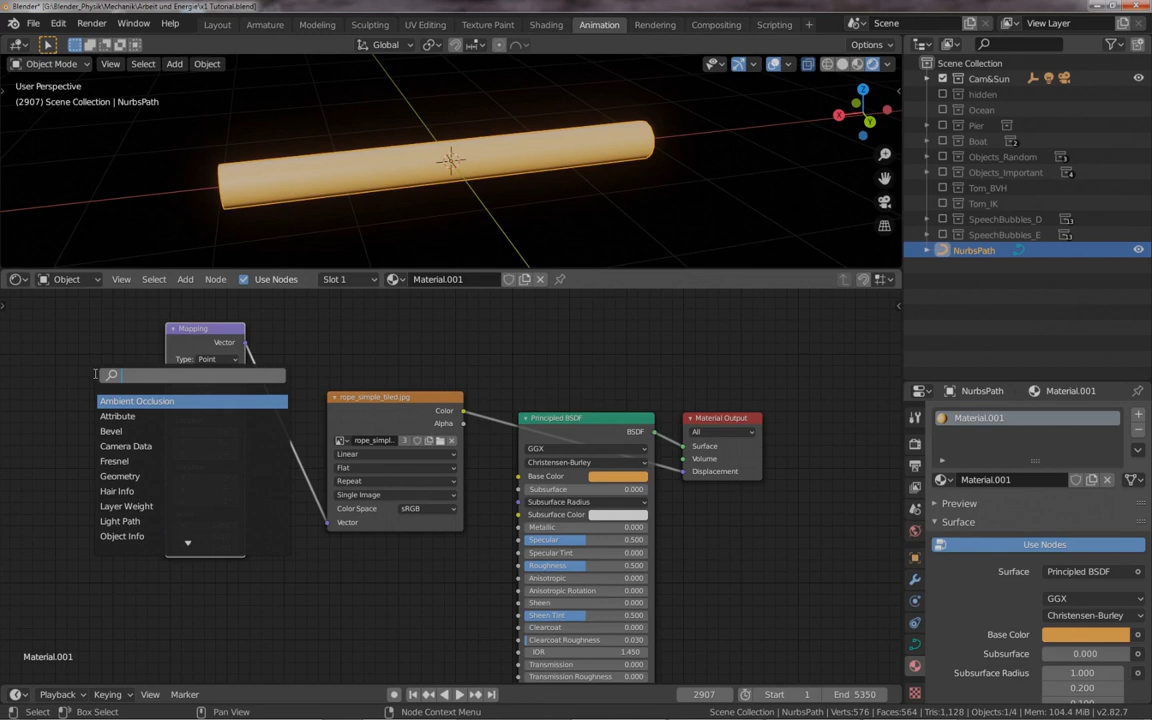 Blender* [G:\Blender_Physik\Mechanik\Arbeit und Energie\x1 Tutorial.blend]
File Edit Render Window Help Layout Armature Modeling Sculpting UV Editing Texture Paint Shading Animation Rendering Compositing Scripting Scene View Layer
Global Options
Object Mode View Select Add Object
User Perspective
(2907) Scene Collection | NurbsPath
Z
X
Y
Scene Collection
Cam&Sun
hidden
Ocean
Pier
Boat 2
Objects_Random 3
Objects_Important 4
Tom_BVH
Tom_IK
SpeechBubbles_D 13
SpeechBubbles_E 13
NurbsPath
Object View Select Add Node Use Nodes Slot 1 Material.001
Mapping
Vector
Type: Point
Ambient Occlusion
Attribute
Bevel
Camera Data
Fresnel
Geometry
Hair Info
Layer Weight
Light Path
Object Info
rope_simple_tiled.jpg
Color
Alpha
rope_simpl.. 3
Linear
Flat
Repeat
Single Image
Color Space sRGB
Vector
Principled BSDF
BSDF
GGX
Christensen-Burley
Base Color
Subsurface 0.000
Subsurface Radius
Subsurface Color
Metallic 0.000
Specular 0.500
Specular Tint 0.000
Roughness 0.500
Anisotropic 0.000
Anisotropic Rotation 0.000
Sheen 0.000
Sheen Tint 0.500
Clearcoat 0.000
Clearcoat Roughness 0.030
IOR 1.450
Transmission 0.000
Transmission Roughness 0.000
Material Output
All
Surface
Volume
Displacement
Material.001
NurbsPath Material.001
Material.001
Material.001
Preview
Surface
Use Nodes
Surface Principled BSDF
GGX
Christensen-Burley
Base Color
Subsurface 0.000
Subsurface Radius 1.000
0.200
0.100
Playback Keying View Marker 2907 Start 1 End 5350
Select Box Select Pan View Node Context Menu Scene Collection | NurbsPath | Verts:576 | Faces:564 | Tris:1,128 | Objects:1/4 | Mem: 104.4 MiB | v2.82.7